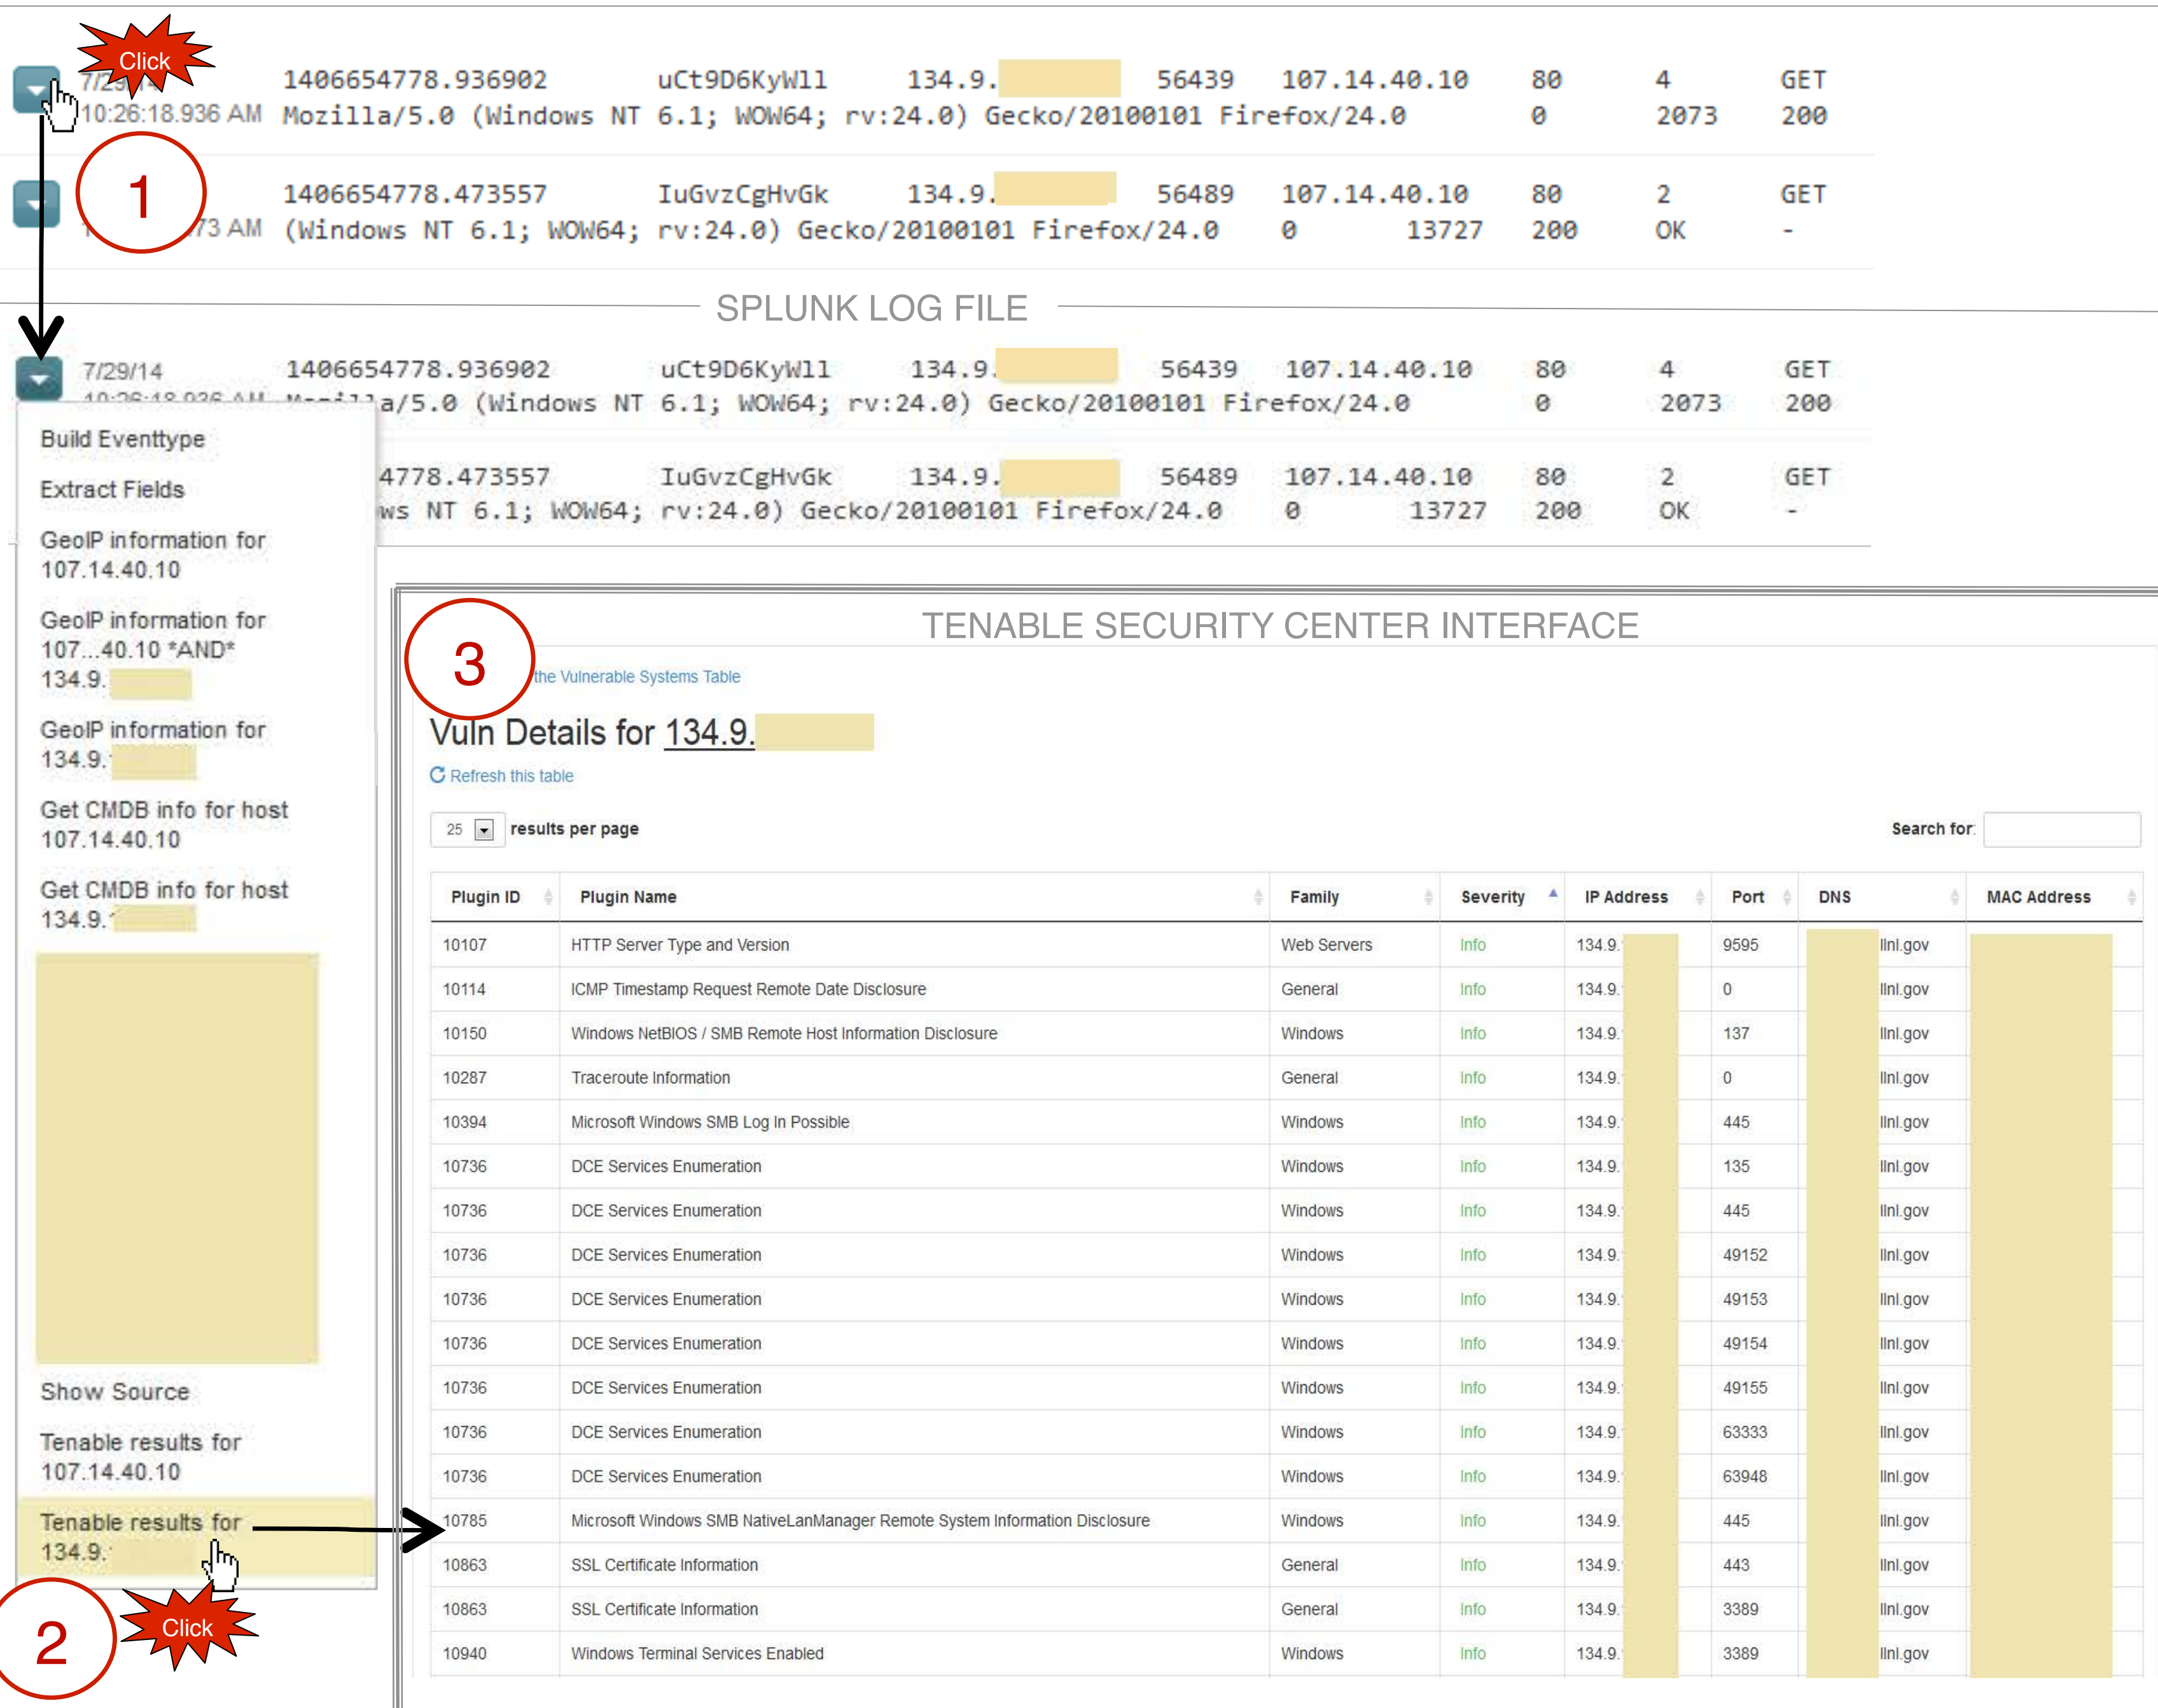 Click
7/29/14
1406654778.936902 uCt9D6KyWll 134.9. 56439 107.14.40.10 80 4 GET
10:26:18.936 AM Mozilla/5.0 (Windows NT 6.1; WOW64; rv:24.0) Gecko/20100101 Firefox/24.0 0 2073 200
1
1406654778.473557 IuGvzCgHvGk 134.9. 56489 107.14.40.10 80 2 GET
73 AM (Windows NT 6.1; WOW64; rv:24.0) Gecko/20100101 Firefox/24.0 0 13727 200 OK -
SPLUNK LOG FILE
7/29/14 1406654778.936902 uCt9D6KyWll 134.9. 56439 107.14.40.10 80 4 GET
10:26:18.936 AM Mozilla/5.0 (Windows NT 6.1; WOW64; rv:24.0) Gecko/20100101 Firefox/24.0 0 2073 200
4778.473557 IuGvzCgHvGk 134.9. 56489 107.14.40.10 80 2 GET
ws NT 6.1; WOW64; rv:24.0) Gecko/20100101 Firefox/24.0 0 13727 200 OK -
Build Eventtype
Extract Fields
GeoIP information for
107.14.40.10
GeoIP information for
107...40.10 *AND*
134.9.
GeoIP information for
134.9.
Get CMDB info for host
107.14.40.10
Get CMDB info for host
134.9.
Show Source
Tenable results for
107.14.40.10
Tenable results for
134.9.
2
Click
TENABLE SECURITY CENTER INTERFACE
3
the Vulnerable Systems Table
Vuln Details for 134.9.
Refresh this table
25 results per page Search for:
Plugin ID Plugin Name Family Severity IP Address Port DNS MAC Address
10107 HTTP Server Type and Version Web Servers Info 134.9. 9595 llnl.gov
10114 ICMP Timestamp Request Remote Date Disclosure General Info 134.9. 0 llnl.gov
10150 Windows NetBIOS / SMB Remote Host Information Disclosure Windows Info 134.9. 137 llnl.gov
10287 Traceroute Information General Info 134.9. 0 llnl.gov
10394 Microsoft Windows SMB Log In Possible Windows Info 134.9. 445 llnl.gov
10736 DCE Services Enumeration Windows Info 134.9. 135 llnl.gov
10736 DCE Services Enumeration Windows Info 134.9. 445 llnl.gov
10736 DCE Services Enumeration Windows Info 134.9. 49152 llnl.gov
10736 DCE Services Enumeration Windows Info 134.9. 49153 llnl.gov
10736 DCE Services Enumeration Windows Info 134.9. 49154 llnl.gov
10736 DCE Services Enumeration Windows Info 134.9. 49155 llnl.gov
10736 DCE Services Enumeration Windows Info 134.9. 63333 llnl.gov
10736 DCE Services Enumeration Windows Info 134.9. 63948 llnl.gov
10785 Microsoft Windows SMB NativeLanManager Remote System Information Disclosure Windows Info 134.9. 445 llnl.gov
10863 SSL Certificate Information General Info 134.9. 443 llnl.gov
10863 SSL Certificate Information General Info 134.9. 3389 llnl.gov
10940 Windows Terminal Services Enabled Windows Info 134.9. 3389 llnl.gov